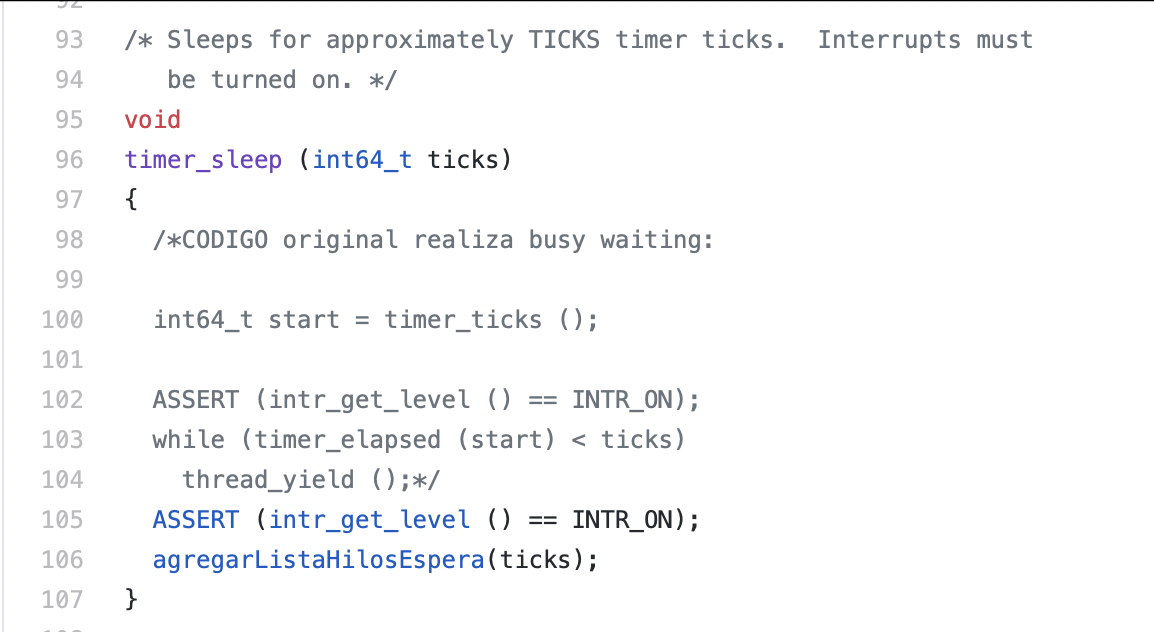 93 /* Sleeps for approximately TICKS timer ticks.  Interrupts must
94    be turned on. */
95 void
96 timer_sleep (int64_t ticks)
97 {
98   /*CODIGO original realiza busy waiting:
99
100   int64_t start = timer_ticks ();
101
102   ASSERT (intr_get_level () == INTR_ON);
103   while (timer_elapsed (start) < ticks)
104     thread_yield ();*/
105   ASSERT (intr_get_level () == INTR_ON);
106   agregarListaHilosEspera(ticks);
107 }